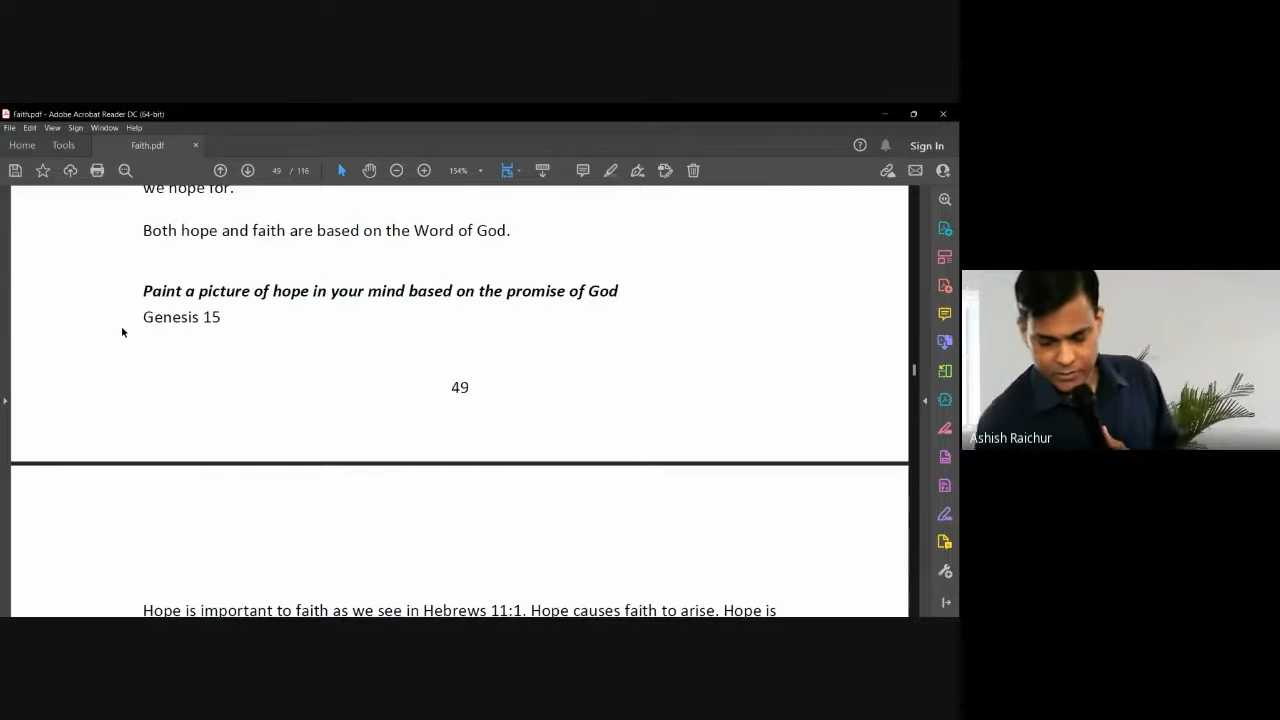 Faith.pdf - Adobe Acrobat Reader DC (64-bit)
File Edit View Window Help
Home Tools Faith.pdf × Sign In
49 / 116 154%
we hope for.
Both hope and faith are based on the Word of God.
Paint a picture of hope in your mind based on the promise of God
Genesis 15
49
Hope is important to faith as we see in Hebrews 11:1. Hope causes faith to arise. Hope is
Ashish Raichur